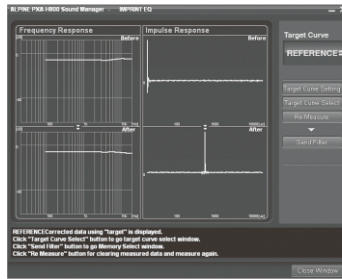 ALPINE PXA-H800 Sound Manager - IMPRINT EQ
Frequency Response
Before
After
Impulse Response
Before
After
Target Curve
REFERENCE
Target Curve Setting
Target Curve Select
Re Measure
Send Filter
REFERENCECorrected data using "target" is displayed.
Click "Target Curve Select" button to go target curve select window.
Click "Send Filter" button to go Memory Select window.
Click "Re Measure" button for clearing measured data and measure again.
Close Window